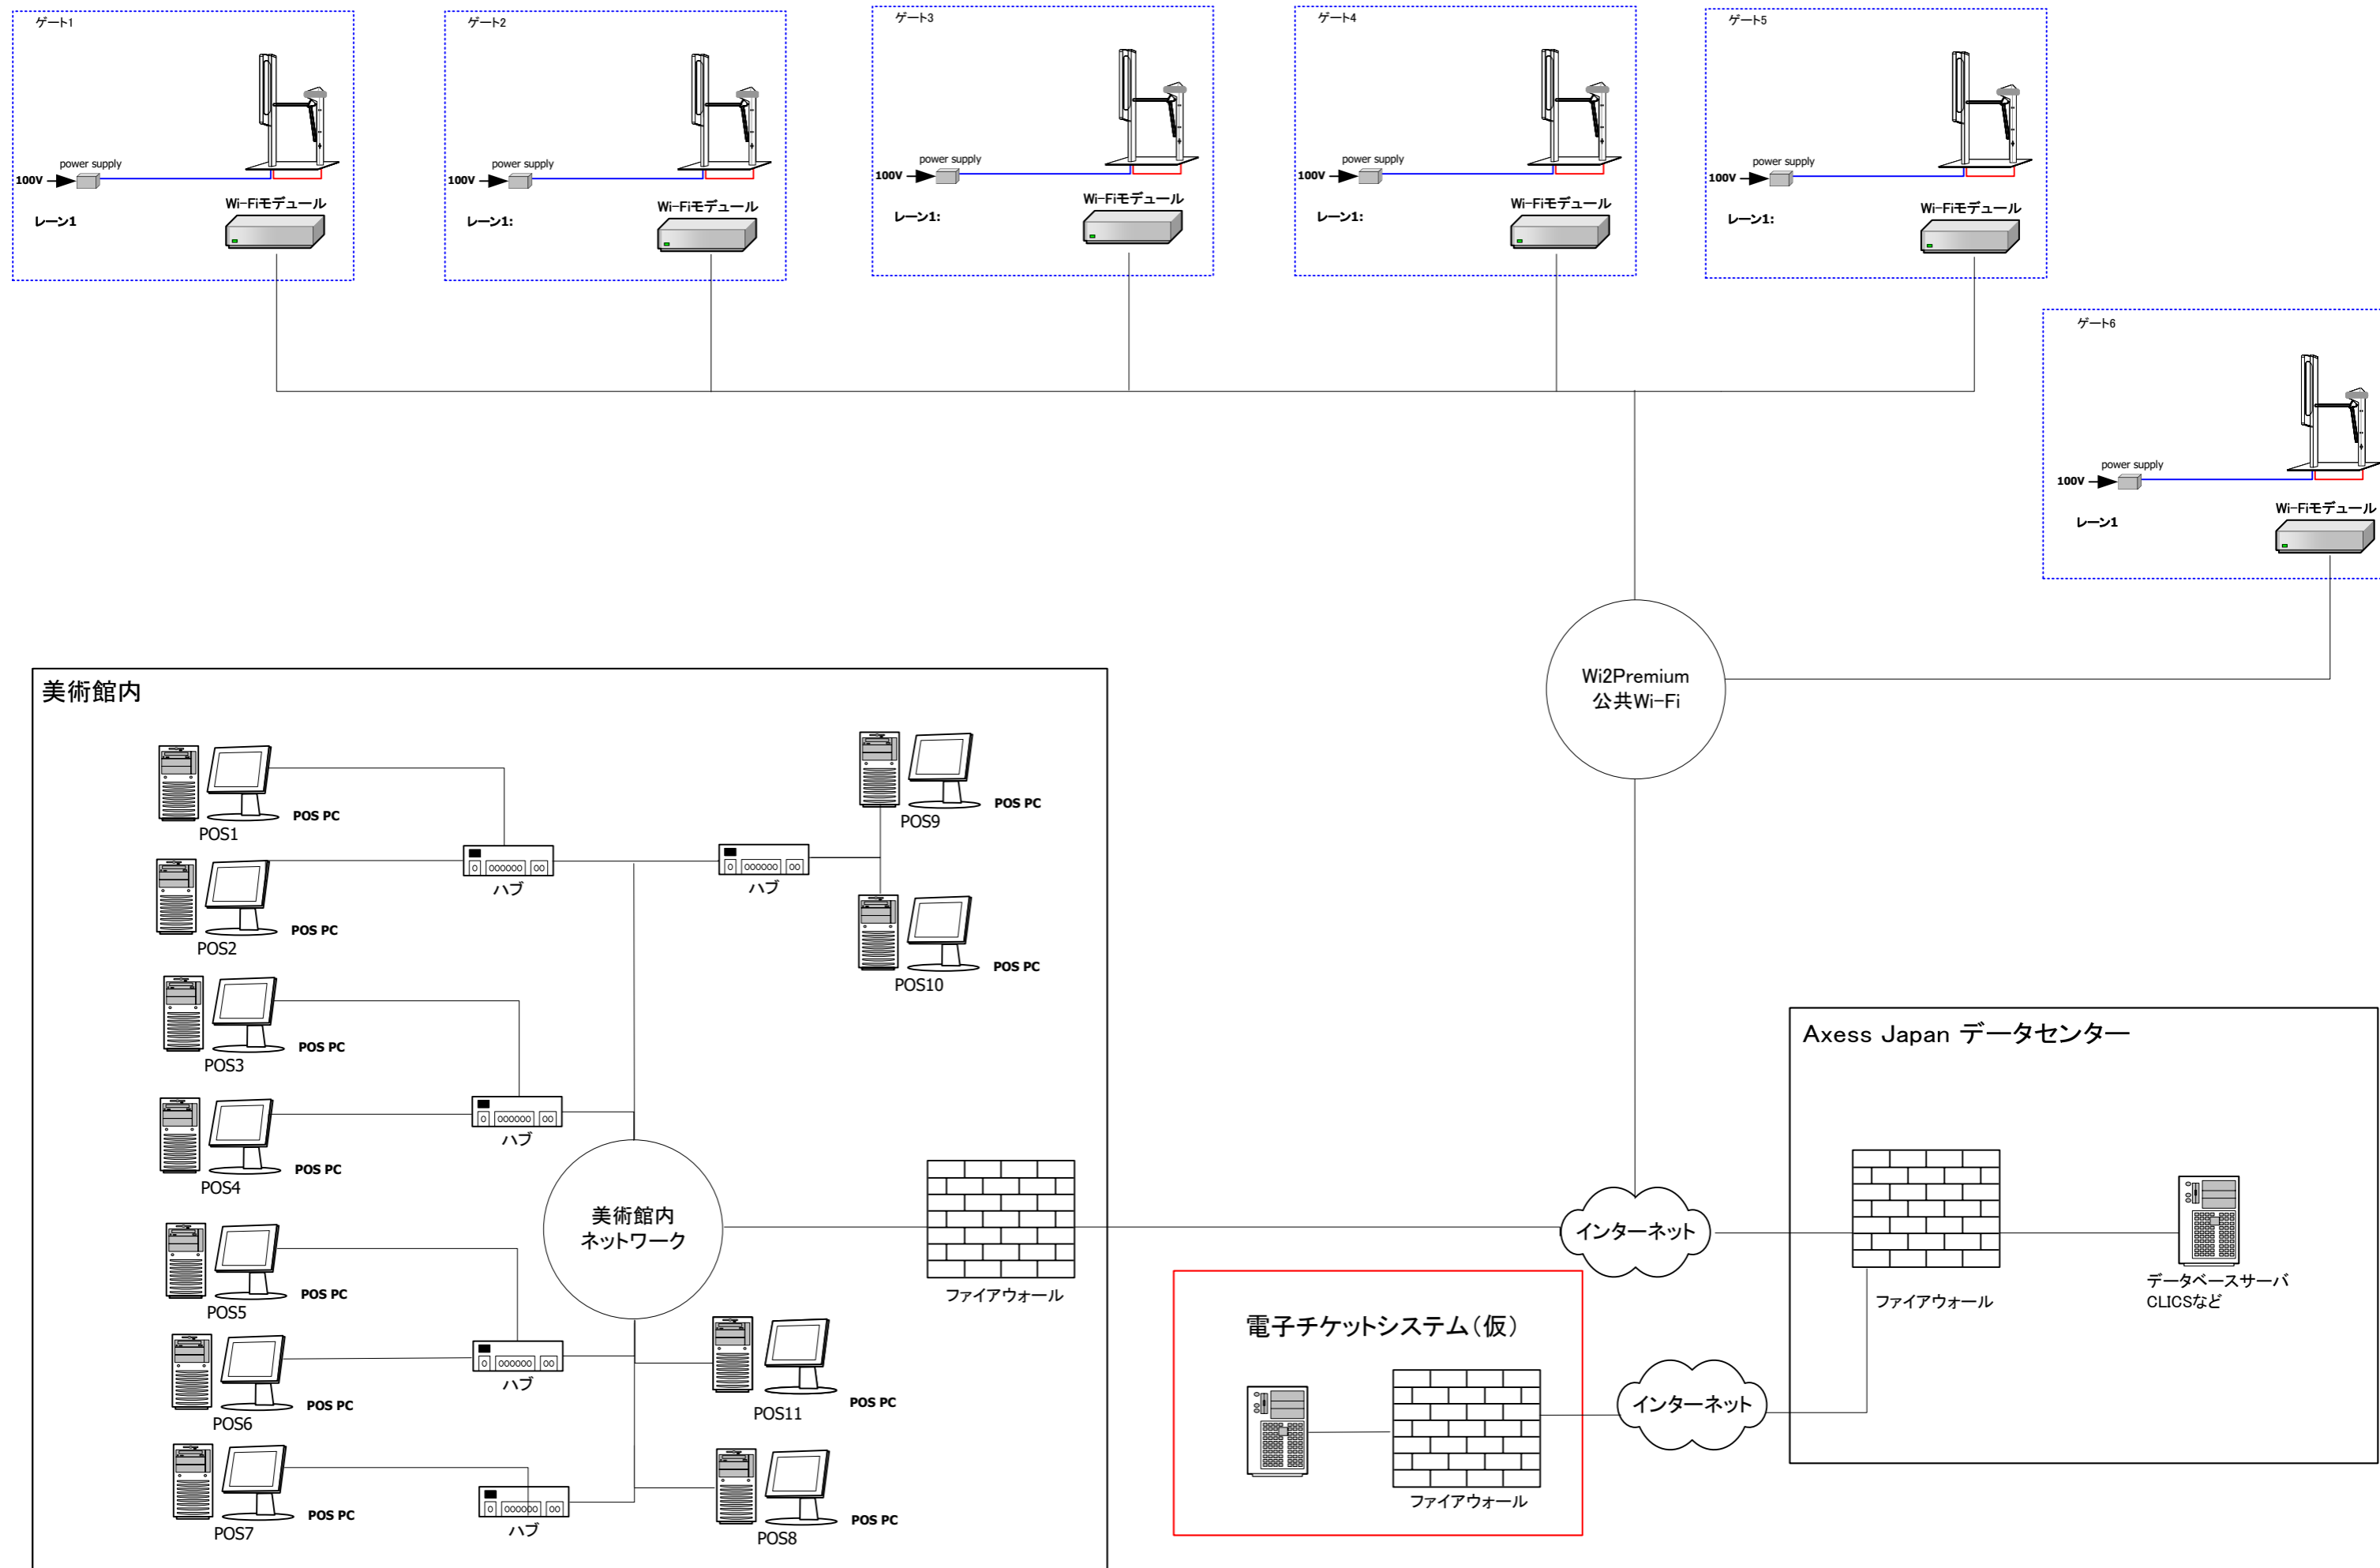 ゲート1
power supply
100V
Wi-Fiモデュール
レーン1
ゲート2
power supply
100V
Wi-Fiモデュール
レーン1:
ゲート3
power supply
100V
Wi-Fiモデュール
レーン1:
ゲート4
power supply
100V
Wi-Fiモデュール
レーン1:
ゲート5
power supply
100V
Wi-Fiモデュール
レーン1:
ゲート6
power supply
100V
Wi-Fiモデュール
レーン1
Wi2Premium
公共Wi-Fi
美術館内
POS PC
POS1
POS PC
POS2
POS PC
POS3
POS PC
POS4
POS PC
POS5
POS PC
POS6
POS PC
POS7
ハブ
ハブ
ハブ
ハブ
ハブ
POS PC
POS9
POS PC
POS10
美術館内
ネットワーク
ファイアウォール
POS PC
POS11
POS PC
POS8
インターネット
電子チケットシステム（仮）
ファイアウォール
インターネット
Axess Japan データセンター
ファイアウォール
データベースサーバ
CLICSなど